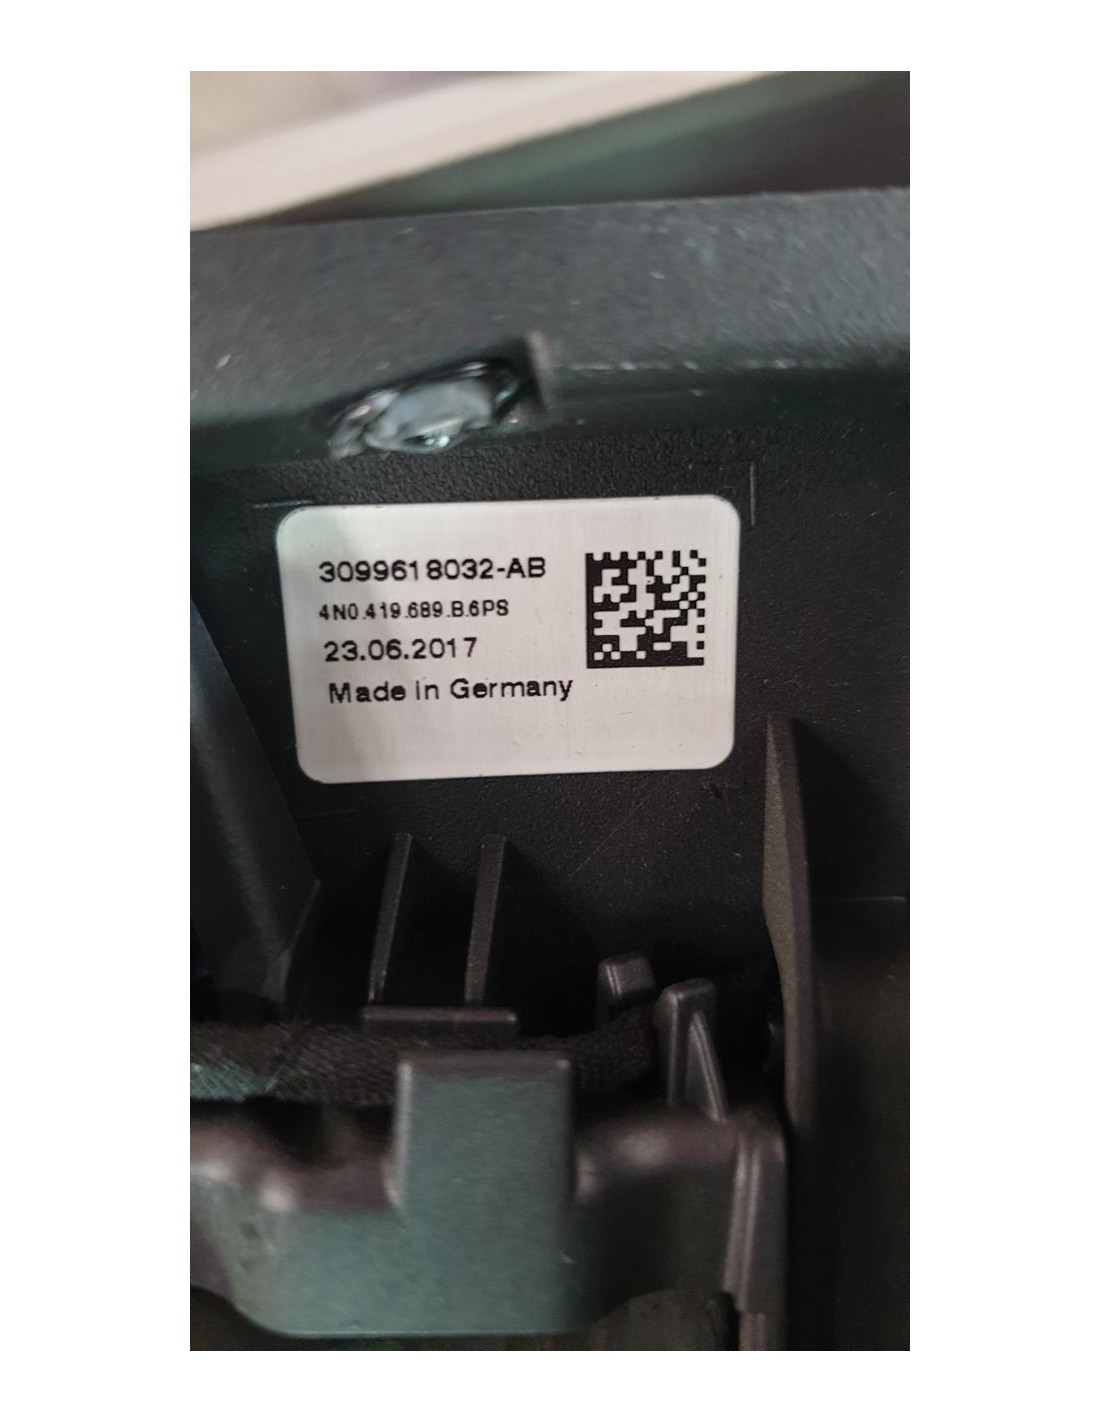 3099618032-AB
4N0.419.689.B.6PS
23.06.2017
Made in Germany